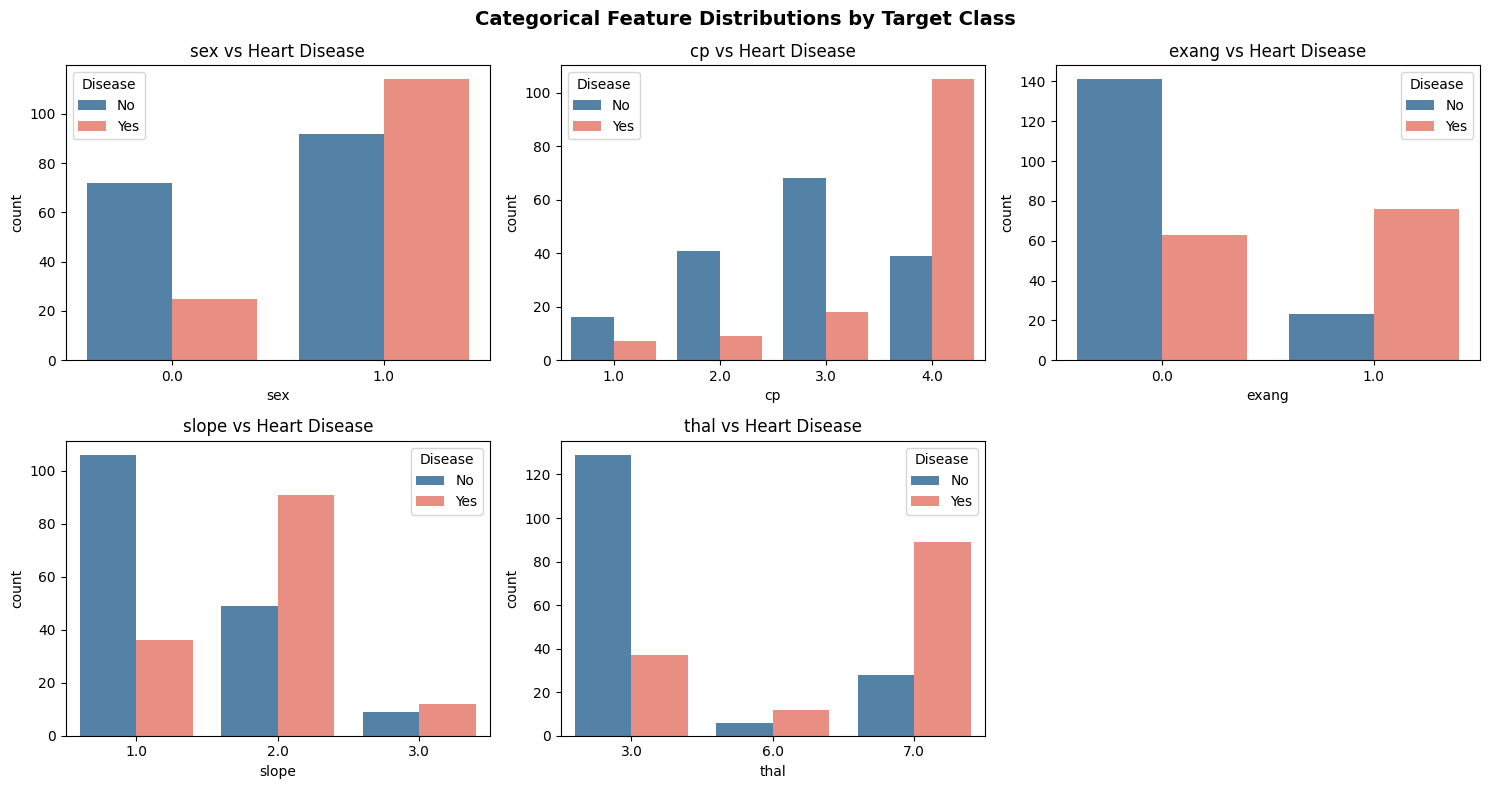 Categorical Feature Distributions by Target Class
sex vs Heart Disease
Disease
No
Yes
100
80
60
40
20
0
count
0.0 1.0
sex
cp vs Heart Disease
Disease
No
Yes
100
80
60
40
20
0
count
1.0 2.0 3.0 4.0
cp
exang vs Heart Disease
Disease
No
Yes
140
120
100
80
60
40
20
0
count
0.0 1.0
exang
slope vs Heart Disease
Disease
No
Yes
100
80
60
40
20
0
count
1.0 2.0 3.0
slope
thal vs Heart Disease
Disease
No
Yes
120
100
80
60
40
20
0
count
3.0 6.0 7.0
thal